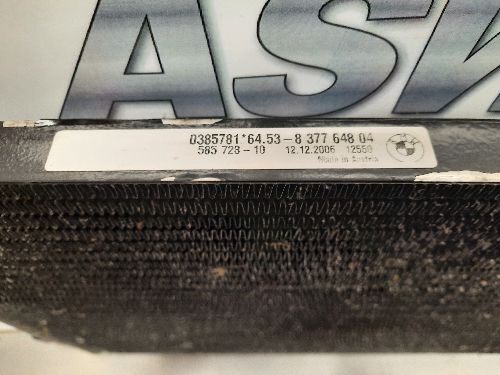 ASW
0385781*64.53-8 377 648 04
585 728-10 12.12.2006 12550
Made in Austria